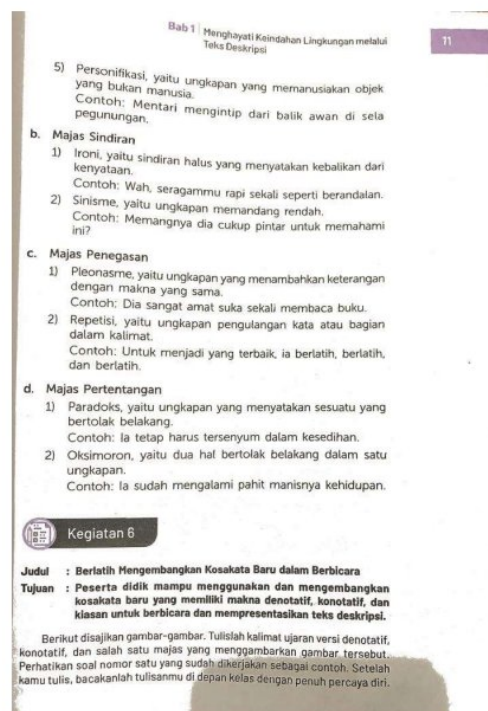 Bab 1 Menghayati Keindahan Lingkungan melalui
Teks Deskripsi
11
5) Personifikasi, yaitu ungkapan yang memanusiakan objek
yang bukan manusia.
Contoh: Mentari mengintip dari balik awan di sela
pegunungan.
b. Majas Sindiran
1) Ironi, yaitu sindiran halus yang menyatakan kebalikan dari
kenyataan.
Contoh: Wah, seragammu rapi sekali seperti berandalan.
2) Sinisme, yaitu ungkapan memandang rendah.
Contoh: Memangnya dia cukup pintar untuk memahami
ini?
c. Majas Penegasan
1) Pleonasme, yaitu ungkapan yang menambahkan keterangan
dengan makna yang sama.
Contoh: Dia sangat amat suka sekali membaca buku.
2) Repetisi, yaitu ungkapan pengulangan kata atau bagian
dalam kalimat.
Contoh: Untuk menjadi yang terbaik, ia berlatih, berlatih,
dan berlatih.
d. Majas Pertentangan
1) Paradoks, yaitu ungkapan yang menyatakan sesuatu yang
bertolak belakang.
Contoh: Ia tetap harus tersenyum dalam kesedihan.
2) Oksimoron, yaitu dua hal bertolak belakang dalam satu
ungkapan.
Contoh: Ia sudah mengalami pahit manisnya kehidupan.
Kegiatan 6
Judul : Berlatih Mengembangkan Kosakata Baru dalam Berbicara
Tujuan : Peserta didik mampu menggunakan dan mengembangkan
kosakata baru yang memiliki makna denotatif, konotatif, dan
kiasan untuk berbicara dan mempresentasikan teks deskripsi.
Berikut disajikan gambar-gambar. Tulislah kalimat ujaran versi denotatif,
konotatif, dan salah satu majas yang menggambarkan gambar tersebut.
Perhatikan soal nomor satu yang sudah dikerjakan sebagai contoh. Setelah
kamu tulis, bacakanlah tulisanmu di depan kelas dengan penuh percaya diri.